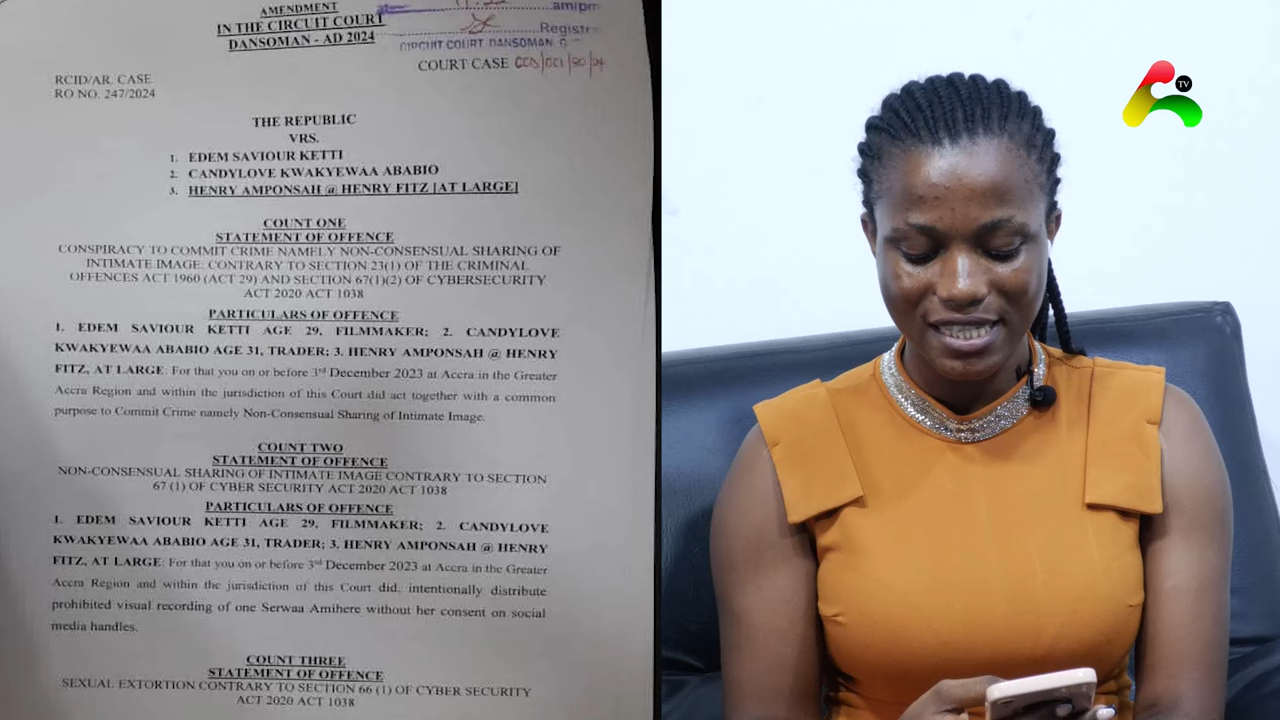 AMENDMENT
IN THE CIRCUIT COURT
DANSOMAN - AD 2024
am/pm
Registr
CIRCUIT COURT, DANSOMAN
COURT CASE
RCID/AR. CASE
RO NO. 247/2024
THE REPUBLIC
VRS.
1. EDEM SAVIOUR KETTI
2. CANDYLOVE KWAKYEWAA ABABIO
3. HENRY AMPONSAH @ HENRY FITZ [AT LARGE]
COUNT ONE
STATEMENT OF OFFENCE
CONSPIRACY TO COMMIT CRIME NAMELY NON-CONSENSUAL SHARING OF
INTIMATE IMAGE: CONTRARY TO SECTION 23(1) OF THE CRIMINAL
OFFENCES ACT 1960 (ACT 29) AND SECTION 67(1)(2) OF CYBERSECURITY
ACT 2020 ACT 1038
PARTICULARS OF OFFENCE
1. EDEM SAVIOUR KETTI AGE 29, FILMMAKER; 2. CANDYLOVE
KWAKYEWAA ABABIO AGE 31, TRADER; 3. HENRY AMPONSAH @ HENRY
FITZ, AT LARGE: For that you on or before 3rd December 2023 at Accra in the Greater
Accra Region and within the jurisdiction of this Court did act together with a common
purpose to Commit Crime namely Non-Consensual Sharing of Intimate Image.
COUNT TWO
STATEMENT OF OFFENCE
NON-CONSENSUAL SHARING OF INTIMATE IMAGE CONTRARY TO SECTION
67 (1) OF CYBER SECURITY ACT 2020 ACT 1038
PARTICULARS OF OFFENCE
1. EDEM SAVIOUR KETTI AGE 29, FILMMAKER; 2. CANDYLOVE
KWAKYEWAA ABABIO AGE 31, TRADER; 3. HENRY AMPONSAH @ HENRY
FITZ, AT LARGE: For that you on or before 3rd December 2023 at Accra in the Greater
Accra Region and within the jurisdiction of this Court did, intentionally distribute
prohibited visual recording of one Serwaa Amihere without her consent on social
media handles.
COUNT THREE
STATEMENT OF OFFENCE
SEXUAL EXTORTION CONTRARY TO SECTION 66 (1) OF CYBER SECURITY
ACT 2020 ACT 1038
TV